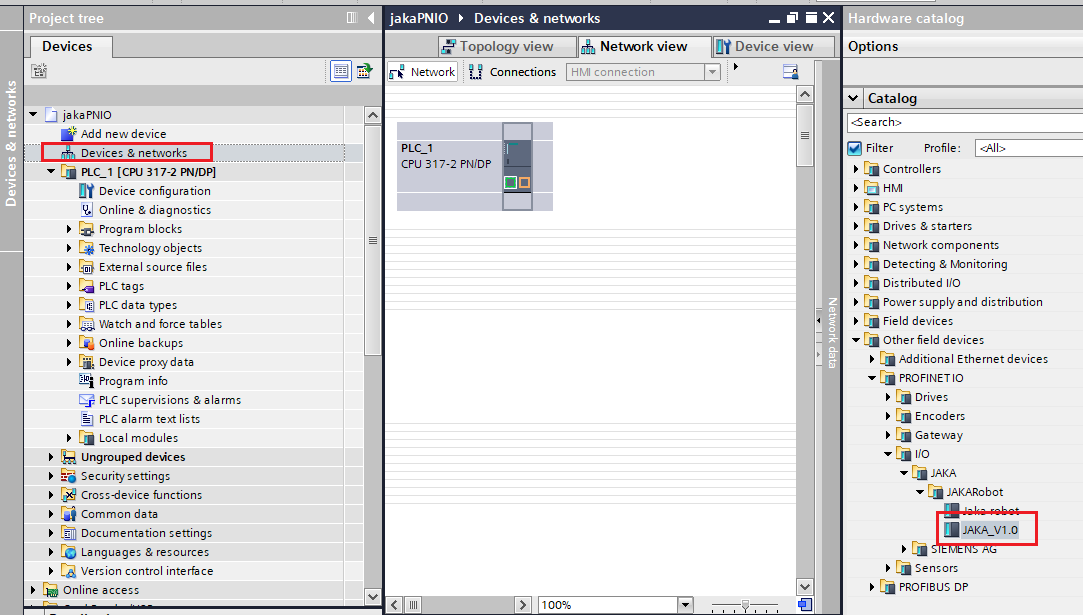 Project tree
Devices
Devices & networks
jakaPNIO
Add new device
Devices & networks
PLC_1 [CPU 317-2 PN/DP]
Device configuration
Online & diagnostics
Program blocks
Technology objects
External source files
PLC tags
PLC data types
Watch and force tables
Online backups
Device proxy data
Program info
PLC supervisions & alarms
PLC alarm text lists
Local modules
Ungrouped devices
Security settings
Cross-device functions
Common data
Documentation settings
Languages & resources
Version control interface
Online access
jakaPNIO
Devices & networks
Topology view
Network view
Device view
Network
Connections
HMI connection
PLC_1
CPU 317-2 PN/DP
Network data
100%
Hardware catalog
Options
Catalog
<Search>
Filter
Profile:
<All>
Controllers
HMI
PC systems
Drives & starters
Network components
Detecting & Monitoring
Distributed I/O
Power supply and distribution
Field devices
Other field devices
Additional Ethernet devices
PROFINET IO
Drives
Encoders
Gateway
I/O
JAKA
JAKARobot
Jaka robot
JAKA_V1.0
SIEMENS AG
Sensors
PROFIBUS DP